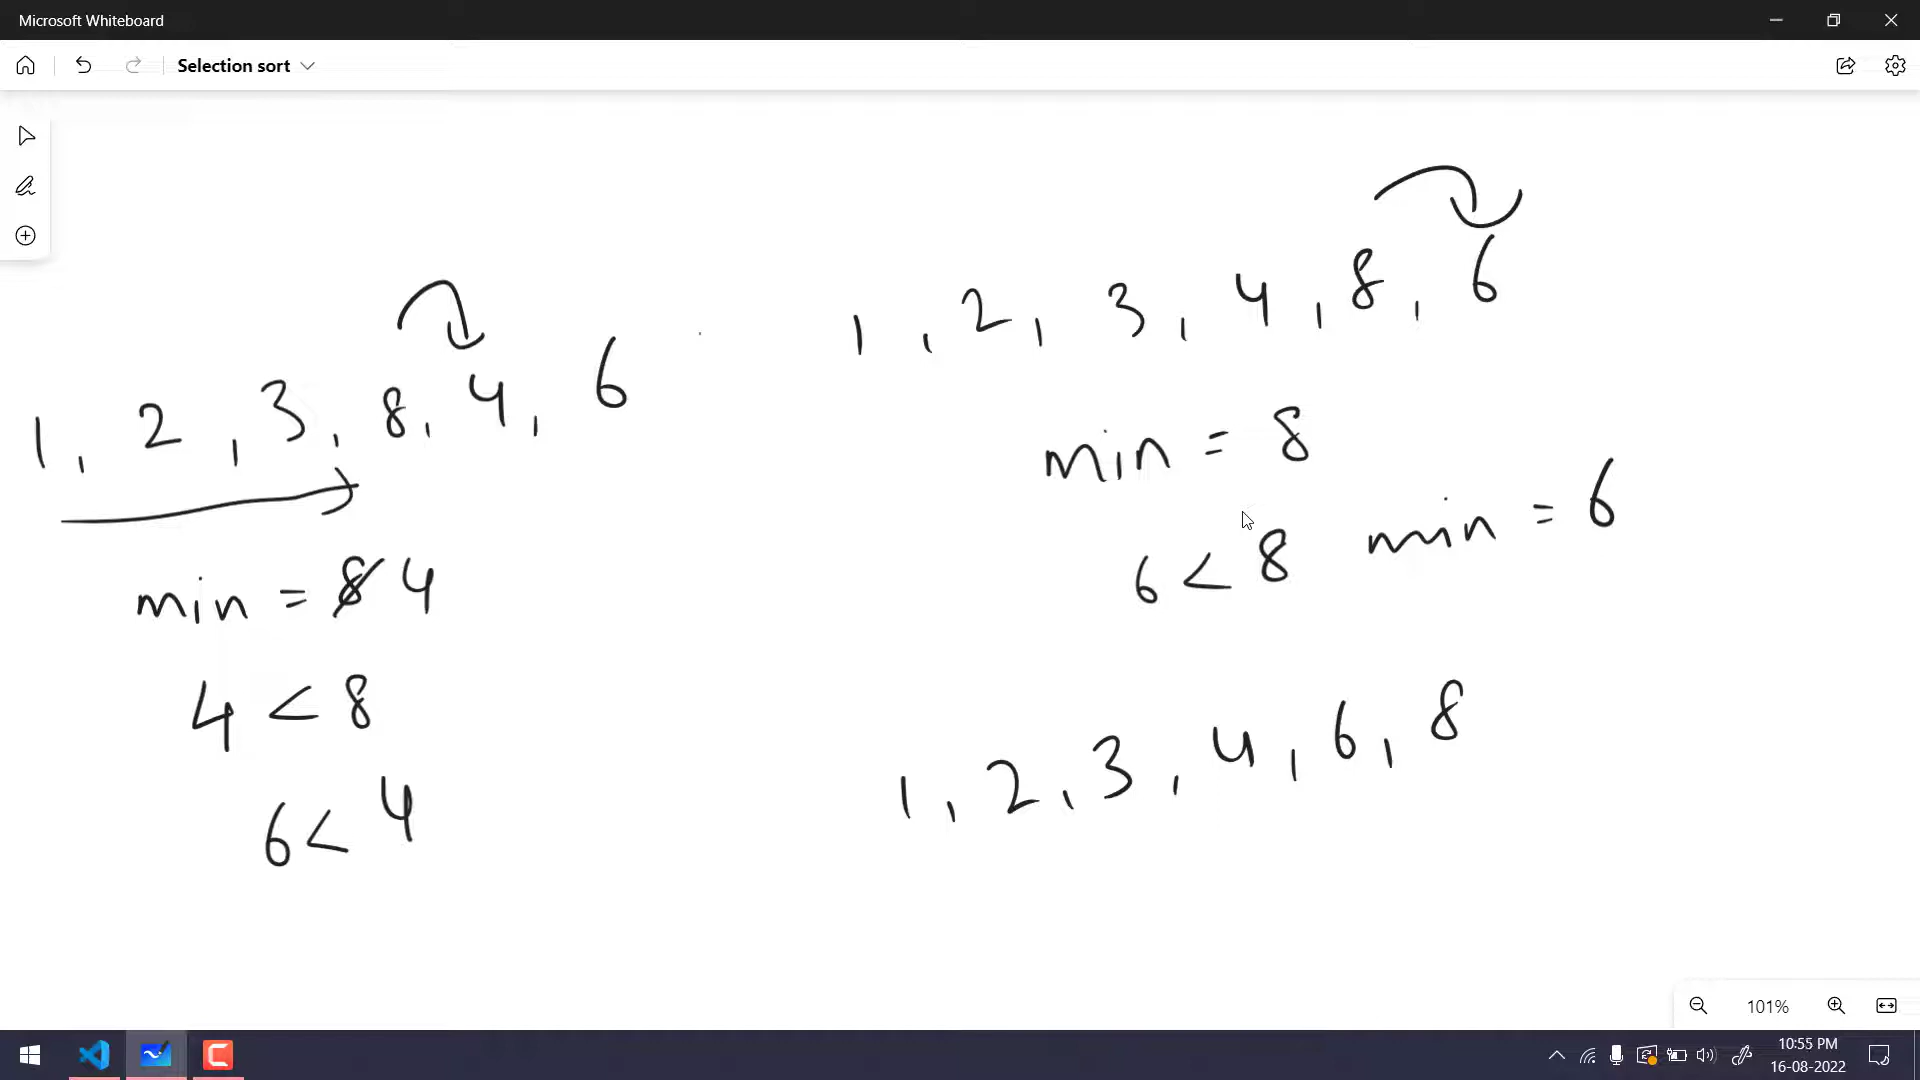 Microsoft Whiteboard
Selection sort
1, 2, 3, 8, 4, 6
min = 8 4
4 < 8
6 < 4
1, 2, 3, 4, 8, 6
min = 8
6 < 8 min = 6
1, 2, 3, 4, 6, 8
101%
10:55 PM
16-08-2022